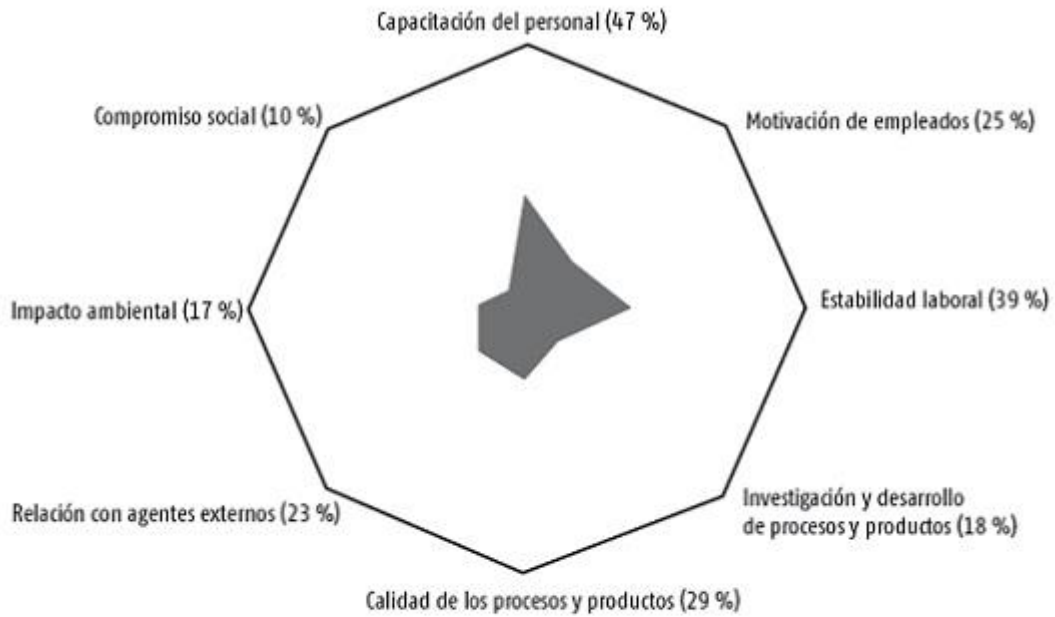 Capacitación del personal (47 %)
Compromiso social (10 %)
Motivación de empleados (25 %)
Impacto ambiental (17 %)
Estabilidad laboral (39 %)
Relación con agentes externos (23 %)
Investigación y desarrollo
de procesos y productos (18 %)
Calidad de los procesos y productos (29 %)